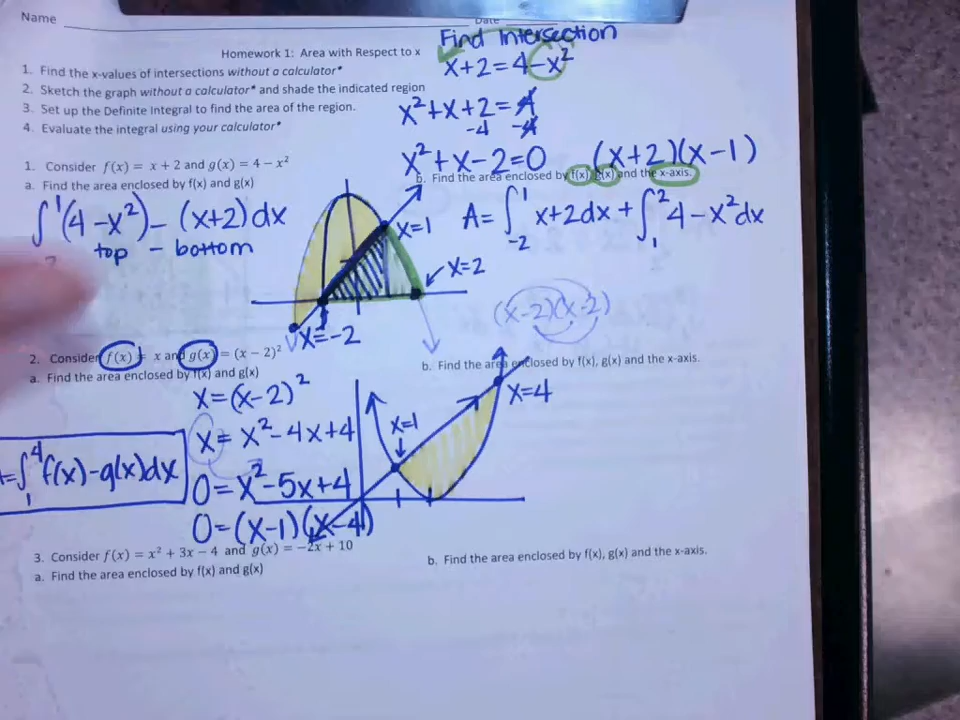 Name
Date
Find Intersection
Homework 1: Area with Respect to x
x+2=4-x²
1. Find the x-values of intersections without a calculator*
2. Sketch the graph without a calculator* and shade the indicated region
3. Set up the Definite Integral to find the area of the region.
4. Evaluate the integral using your calculator*
x²+x+2=4
-4 -4
x²+x-2=0 (x+2)(x-1)
1. Consider f(x) = x + 2 and g(x) = 4 − x²
a. Find the area enclosed by f(x) and g(x)
b. Find the area enclosed by f(x), g(x) and the x-axis.
∫ 1 (4-x²) - (x+2) dx
top - bottom
x=1
x=2
x=-2
A = ∫ -2 1 x+2dx + ∫ 1 2 4-x²dx
(x-2)(x-2)
2. Consider f(x) = x and g(x) = (x − 2)²
a. Find the area enclosed by f(x) and g(x)
b. Find the area enclosed by f(x), g(x) and the x-axis.
x=(x-2)²
x=x²-4x+4
0=x²-5x+4
0=(x-1)(x-4)
=∫ 1 4 f(x)-g(x)dx
x=1
x=4
3. Consider f(x) = x² + 3x − 4 and g(x) = −2x + 10
a. Find the area enclosed by f(x) and g(x)
b. Find the area enclosed by f(x), g(x) and the x-axis.